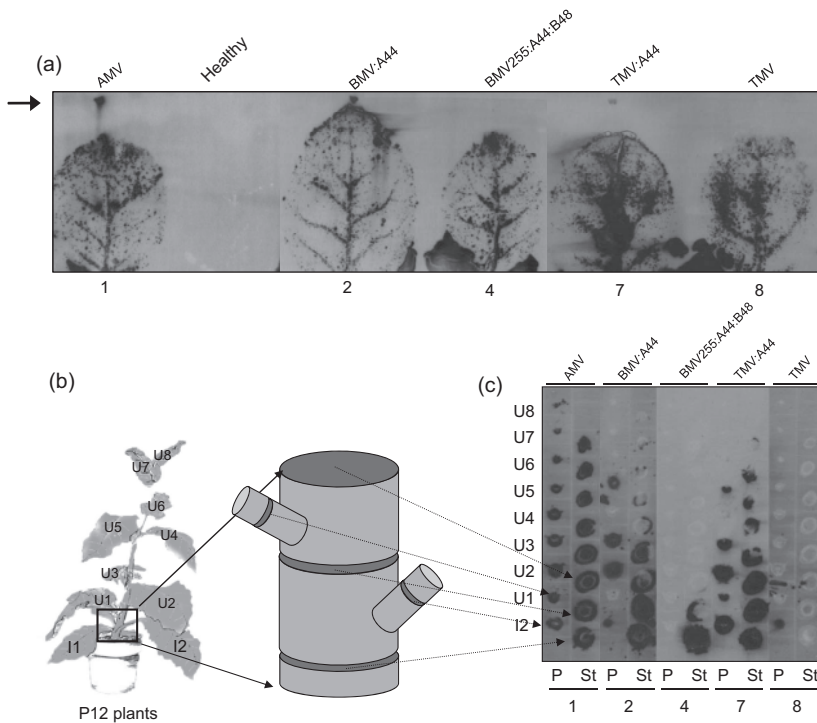 (a)
AMV Healthy BMV:A44 BMV255:A44:B48 TMV:A44 TMV
1 2 4 7 8
(b)
U8
U7
U6
U5
U4
U3
U1
U2
I1
I2
P12 plants
(c)
AMV BMV:A44 BMV255:A44:B48 TMV:A44 TMV
U8
U7
U6
U5
U4
U3
U2
U1
I2
P St P St P St P St P St
1 2 4 7 8